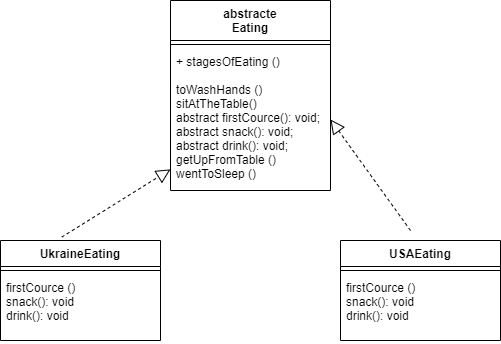 abstracte
Eating
+ stagesOfEating ()
toWashHands ()
sitAtTheTable()
abstract firstCource(): void;
abstract snack(): void;
abstract drink(): void;
getUpFromTable ()
wentToSleep ()
UkraineEating
firstCource ()
snack(): void
drink(): void
USAEating
firstCource ()
snack(): void
drink(): void